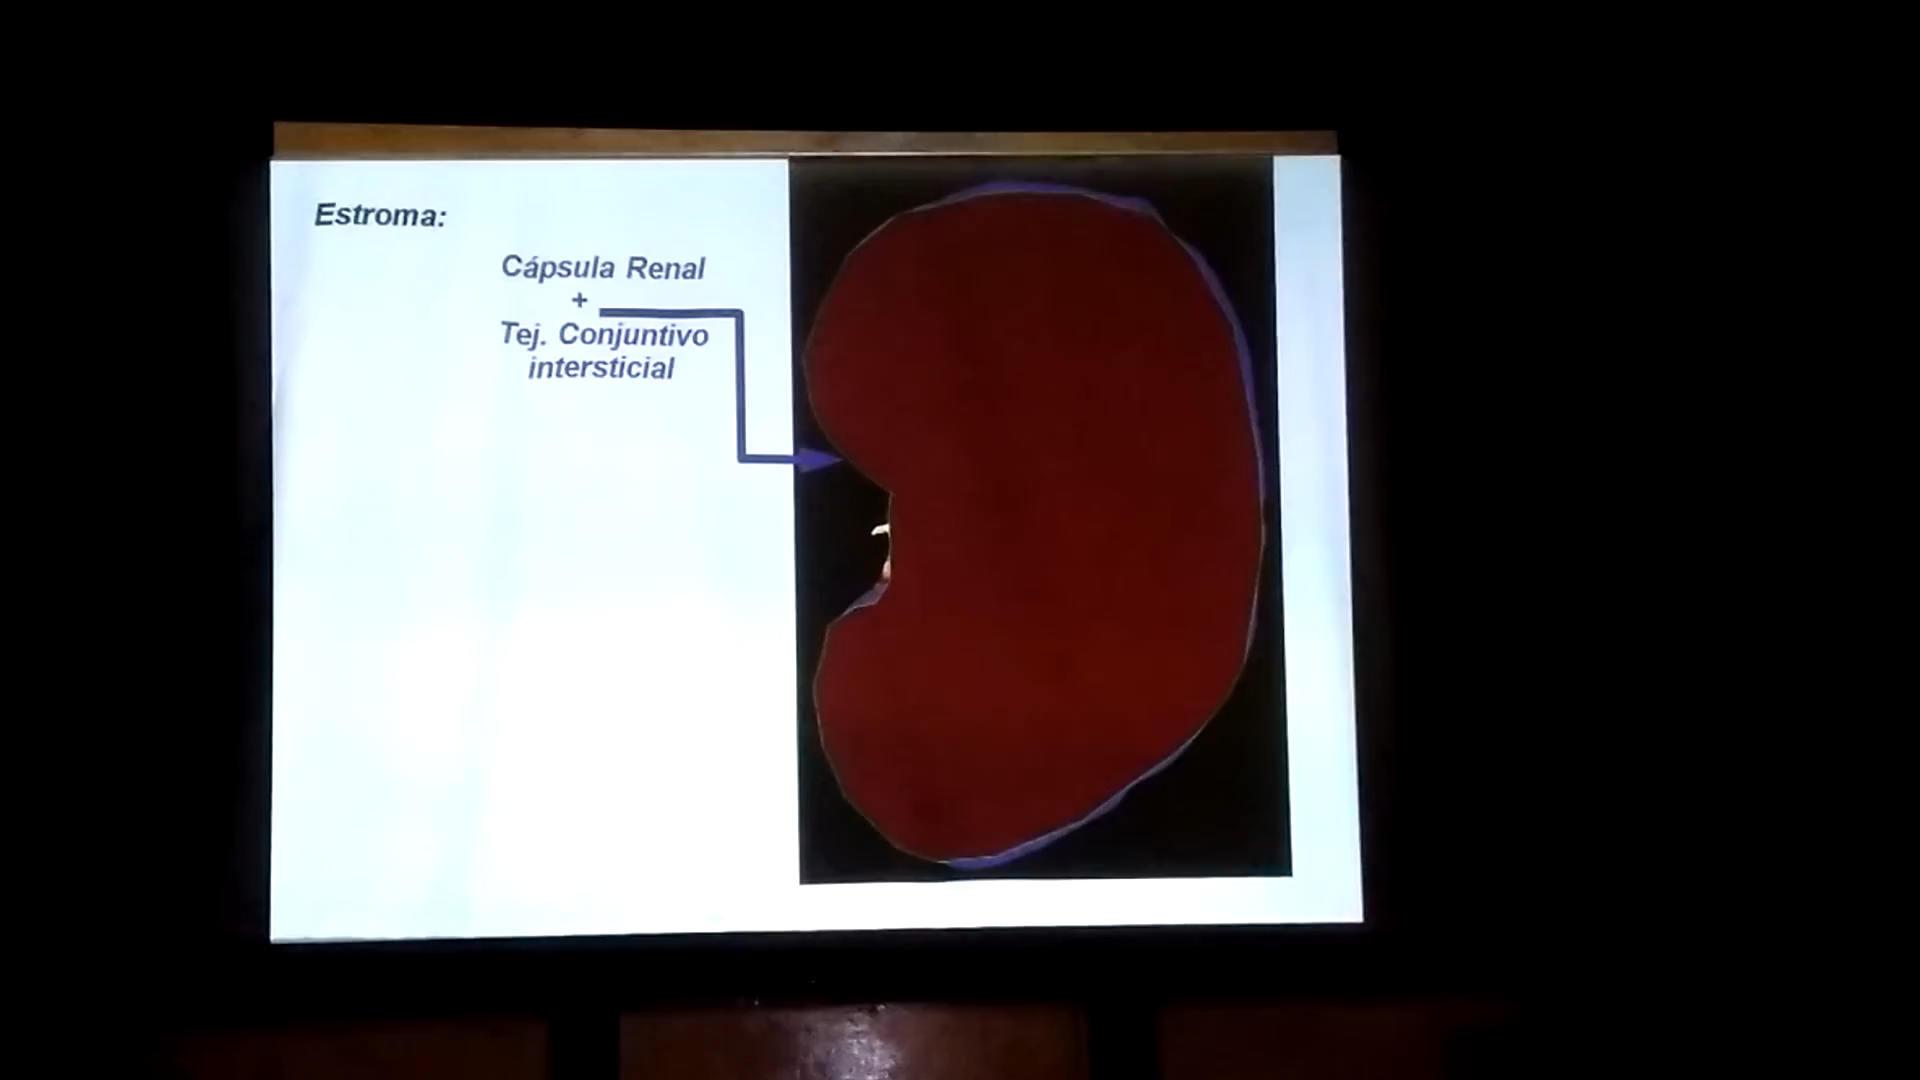 Estroma:
Cápsula Renal
+
Tej. Conjuntivo
intersticial